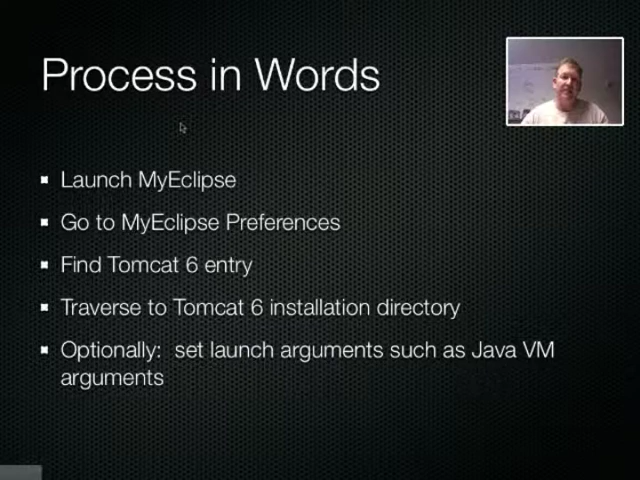 Process in Words
Launch MyEclipse
Go to MyEclipse Preferences
Find Tomcat 6 entry
Traverse to Tomcat 6 installation directory
Optionally:  set launch arguments such as Java VM
arguments